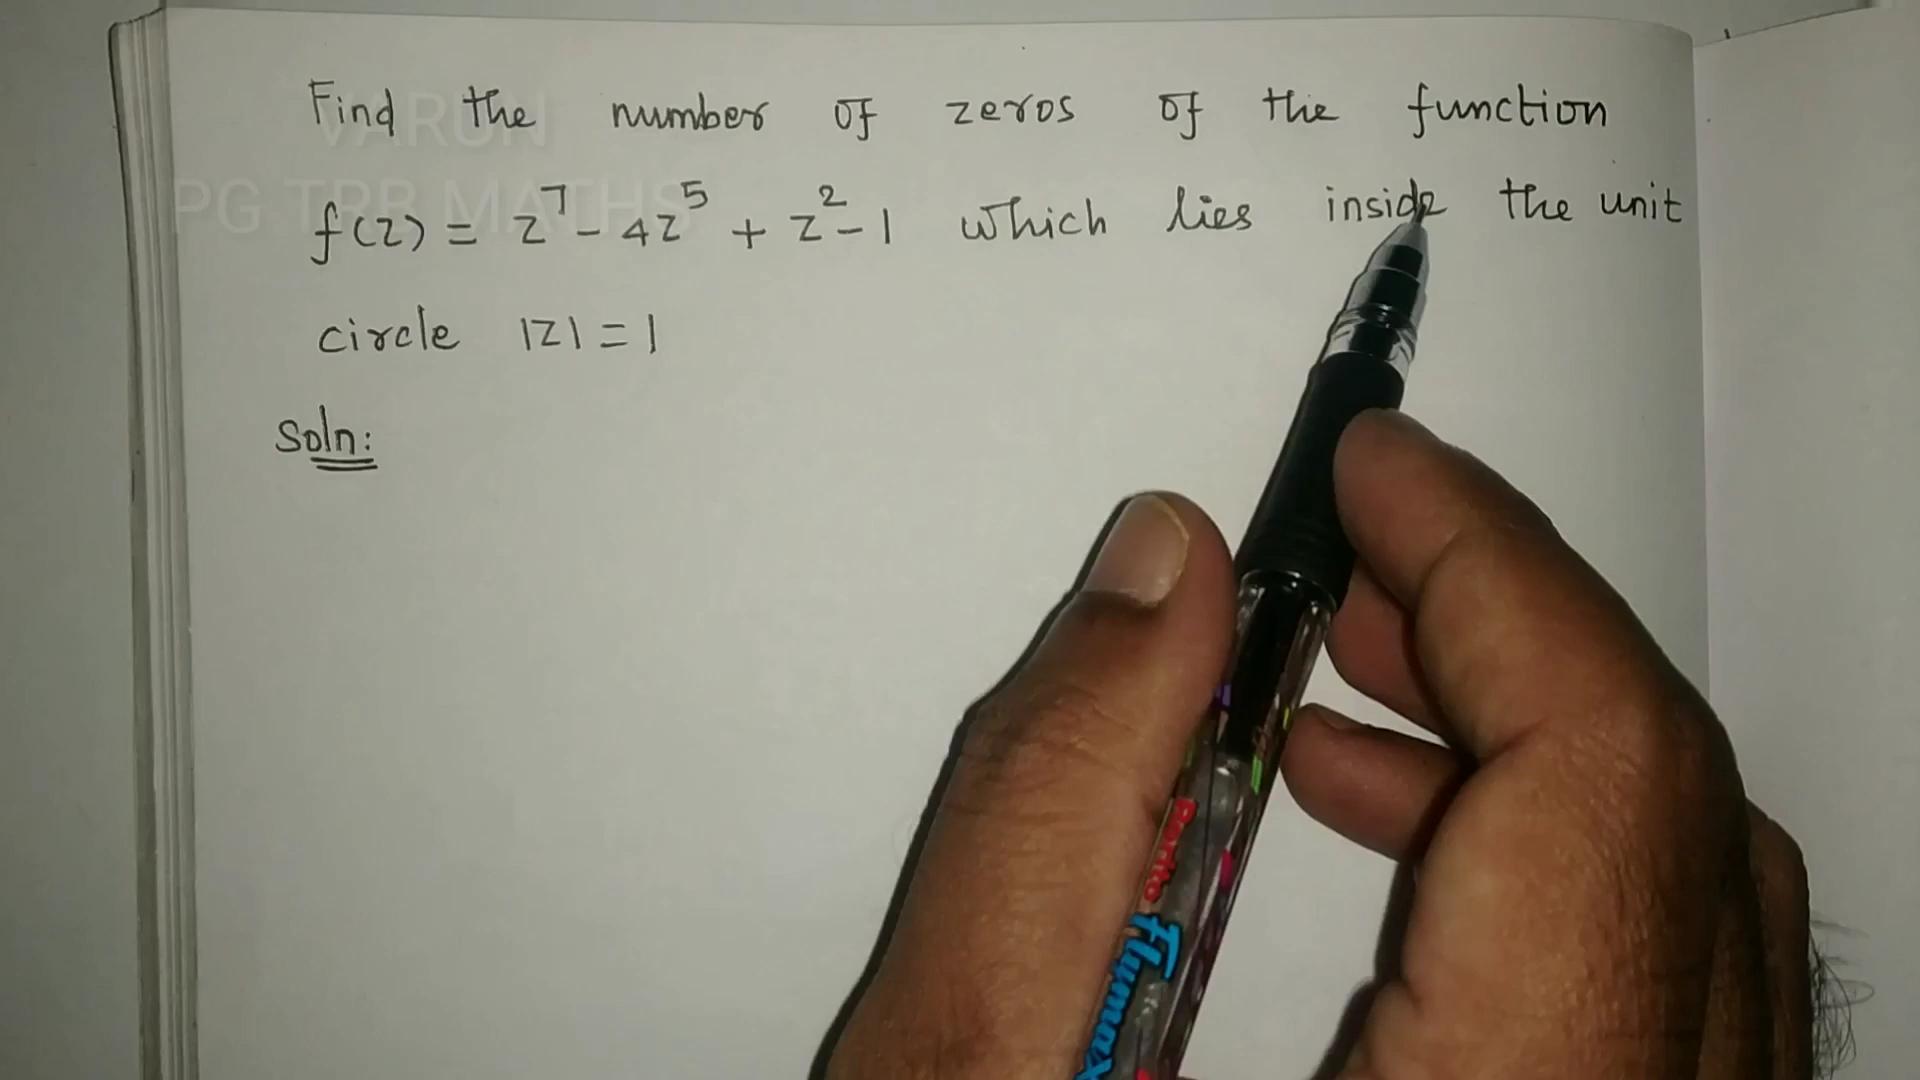 VARUN
PG TRB MATHS
Find the number of zeros of the function
f(z) = z⁷ - 4z⁵ + z² - 1 which lies inside the unit
circle |z| = 1
Soln:
Flymax